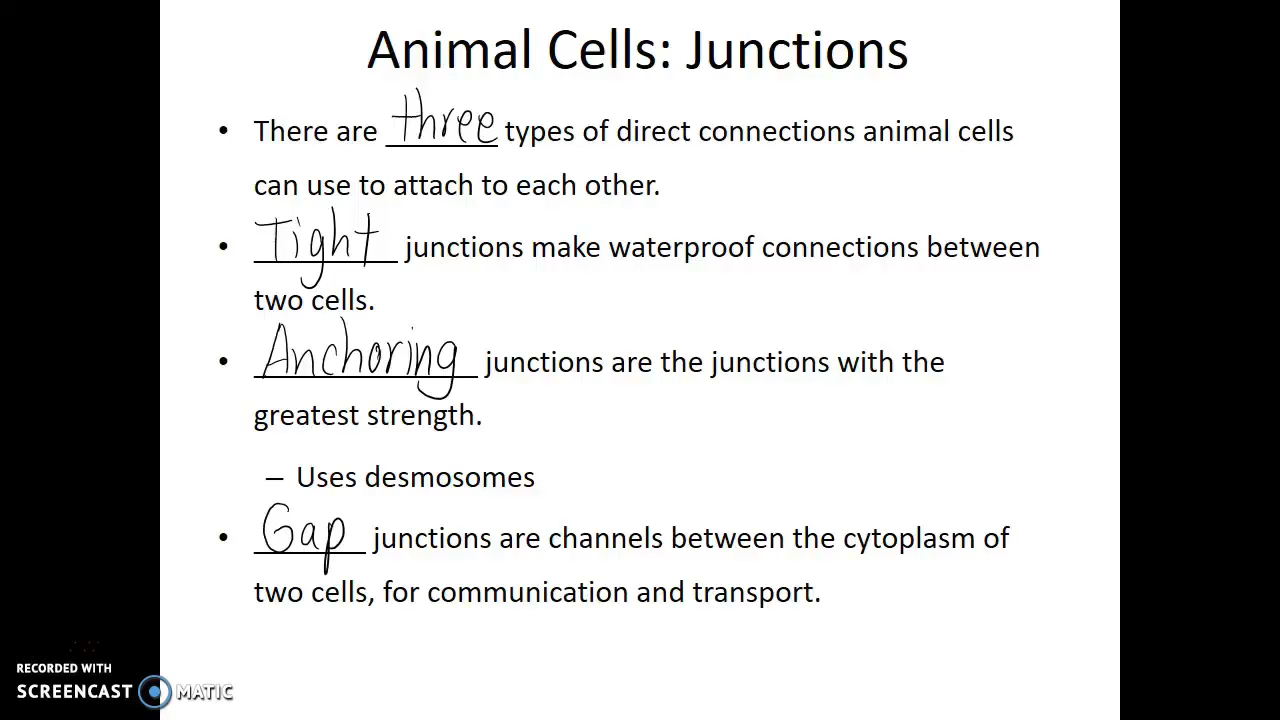 Animal Cells: Junctions
• There are three types of direct connections animal cells
can use to attach to each other.
• Tight junctions make waterproof connections between
two cells.
• Anchoring junctions are the junctions with the
greatest strength.
– Uses desmosomes
• Gap junctions are channels between the cytoplasm of
two cells, for communication and transport.
RECORDED WITH
SCREENCAST MATIC